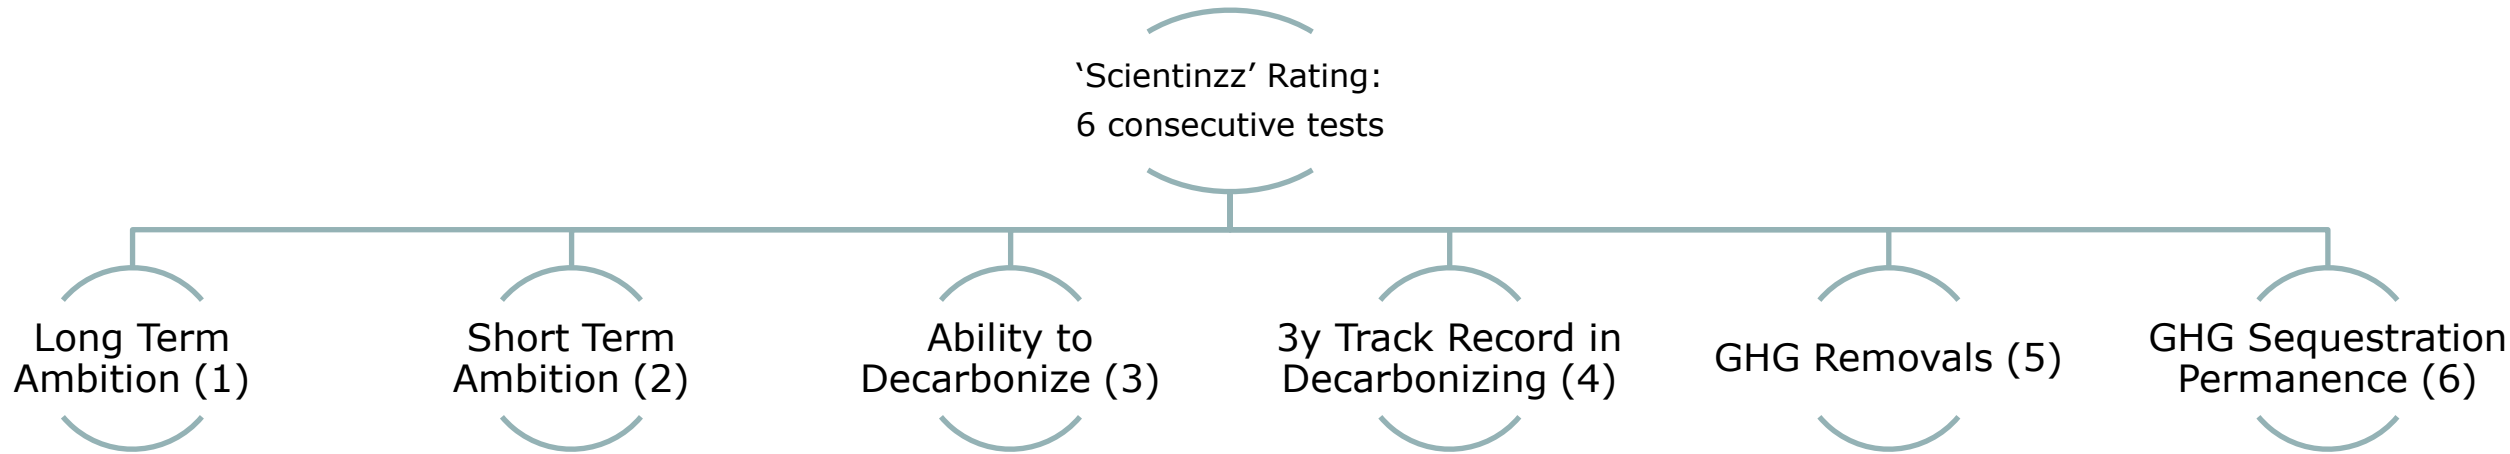 ‘Scientinzz’ Rating:
6 consecutive tests
Long Term
Ambition (1)
Short Term
Ambition (2)
Ability to
Decarbonize (3)
3y Track Record in
Decarbonizing (4)
GHG Removals (5)
GHG Sequestration
Permanence (6)